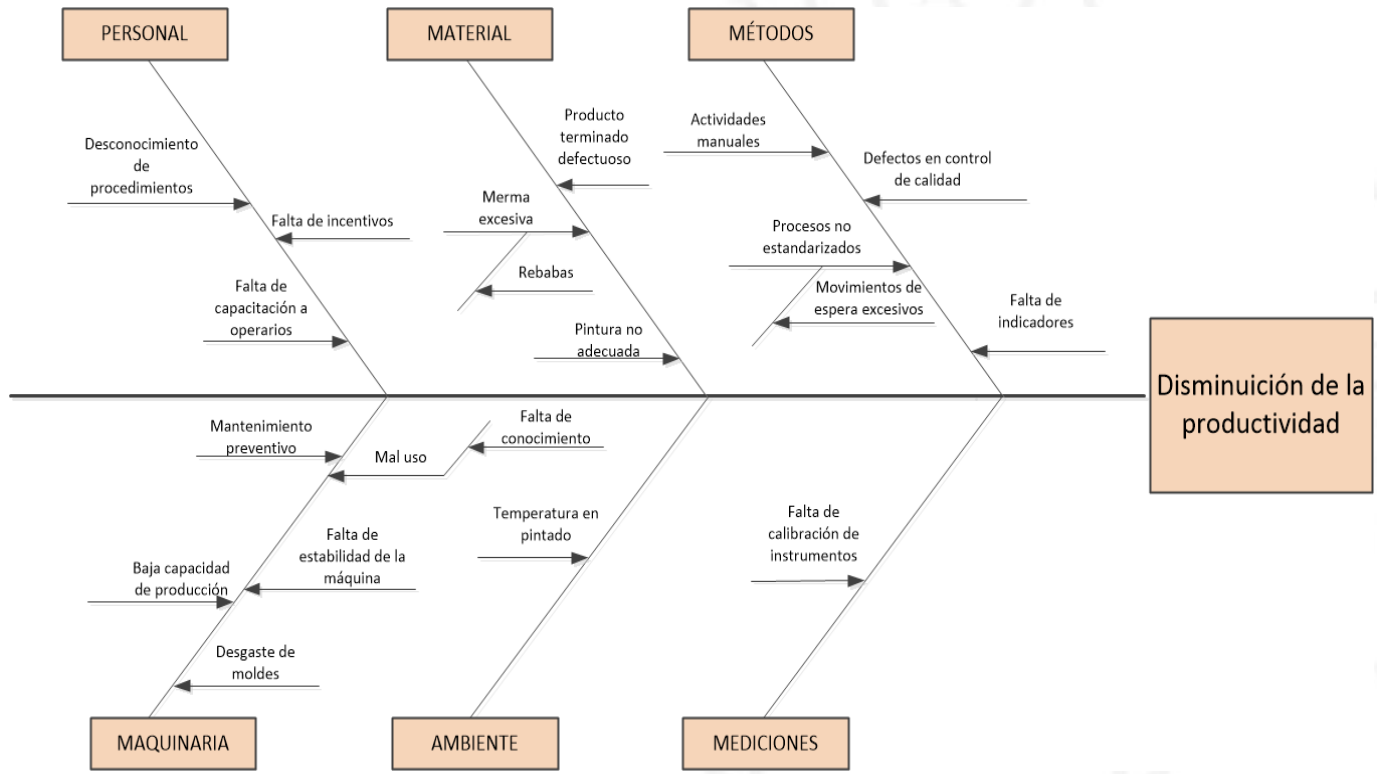 PERSONAL
MATERIAL
MÉTODOS
Desconocimiento
de
procedimientos
Falta de incentivos
Falta de
capacitación a
operarios
Producto
terminado
defectuoso
Merma
excesiva
Rebabas
Pintura no
adecuada
Actividades
manuales
Defectos en control
de calidad
Procesos no
estandarizados
Movimientos de
espera excesivos
Falta de
indicadores
Disminuición de la
productividad
Mantenimiento
preventivo
Mal uso
Falta de
conocimiento
Falta de
estabilidad de la
máquina
Baja capacidad
de producción
Desgaste de
moldes
Temperatura en
pintado
Falta de
calibración de
instrumentos
MAQUINARIA
AMBIENTE
MEDICIONES